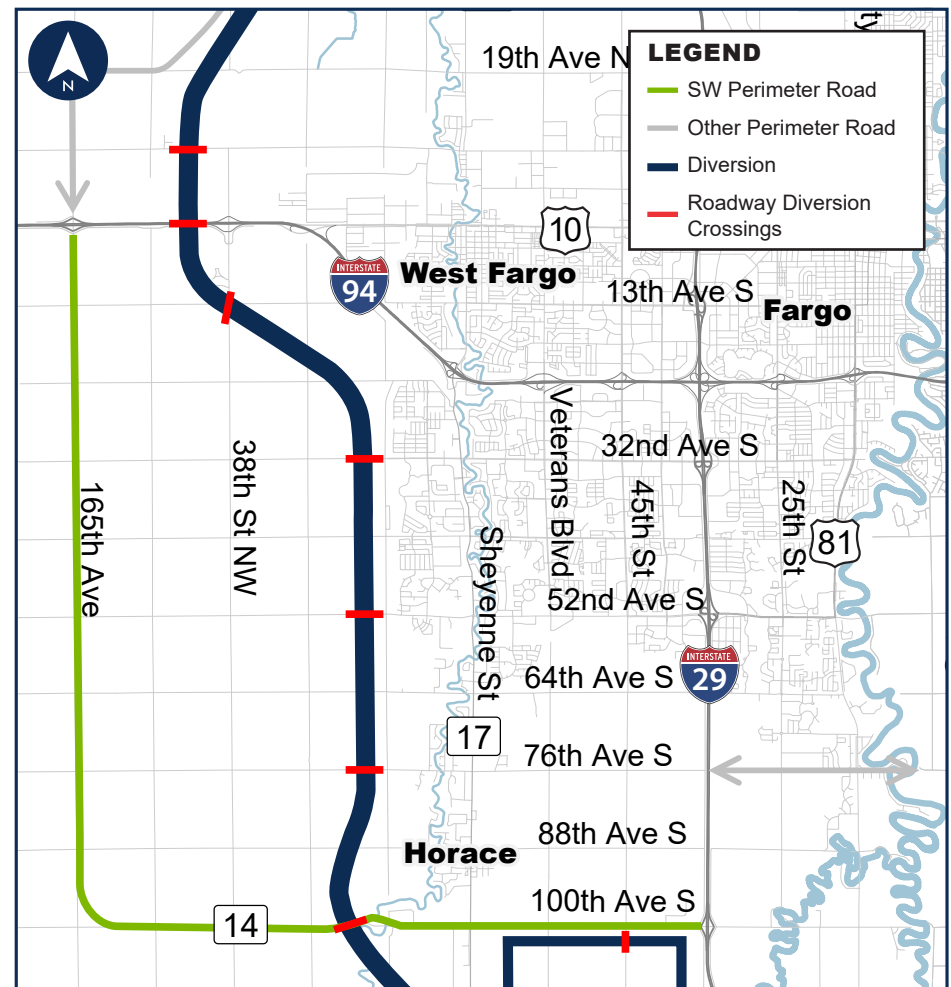 N
19th Ave N
ty
LEGEND
SW Perimeter Road
Other Perimeter Road
Diversion
Roadway Diversion
Crossings
10
INTERSTATE
94
West Fargo
13th Ave S
Fargo
Veterans Blvd
32nd Ave S
38th St NW
165th Ave
45th St
25th St
81
Sheyenne St
52nd Ave S
64th Ave S
INTERSTATE
29
17
76th Ave S
88th Ave S
Horace
100th Ave S
14